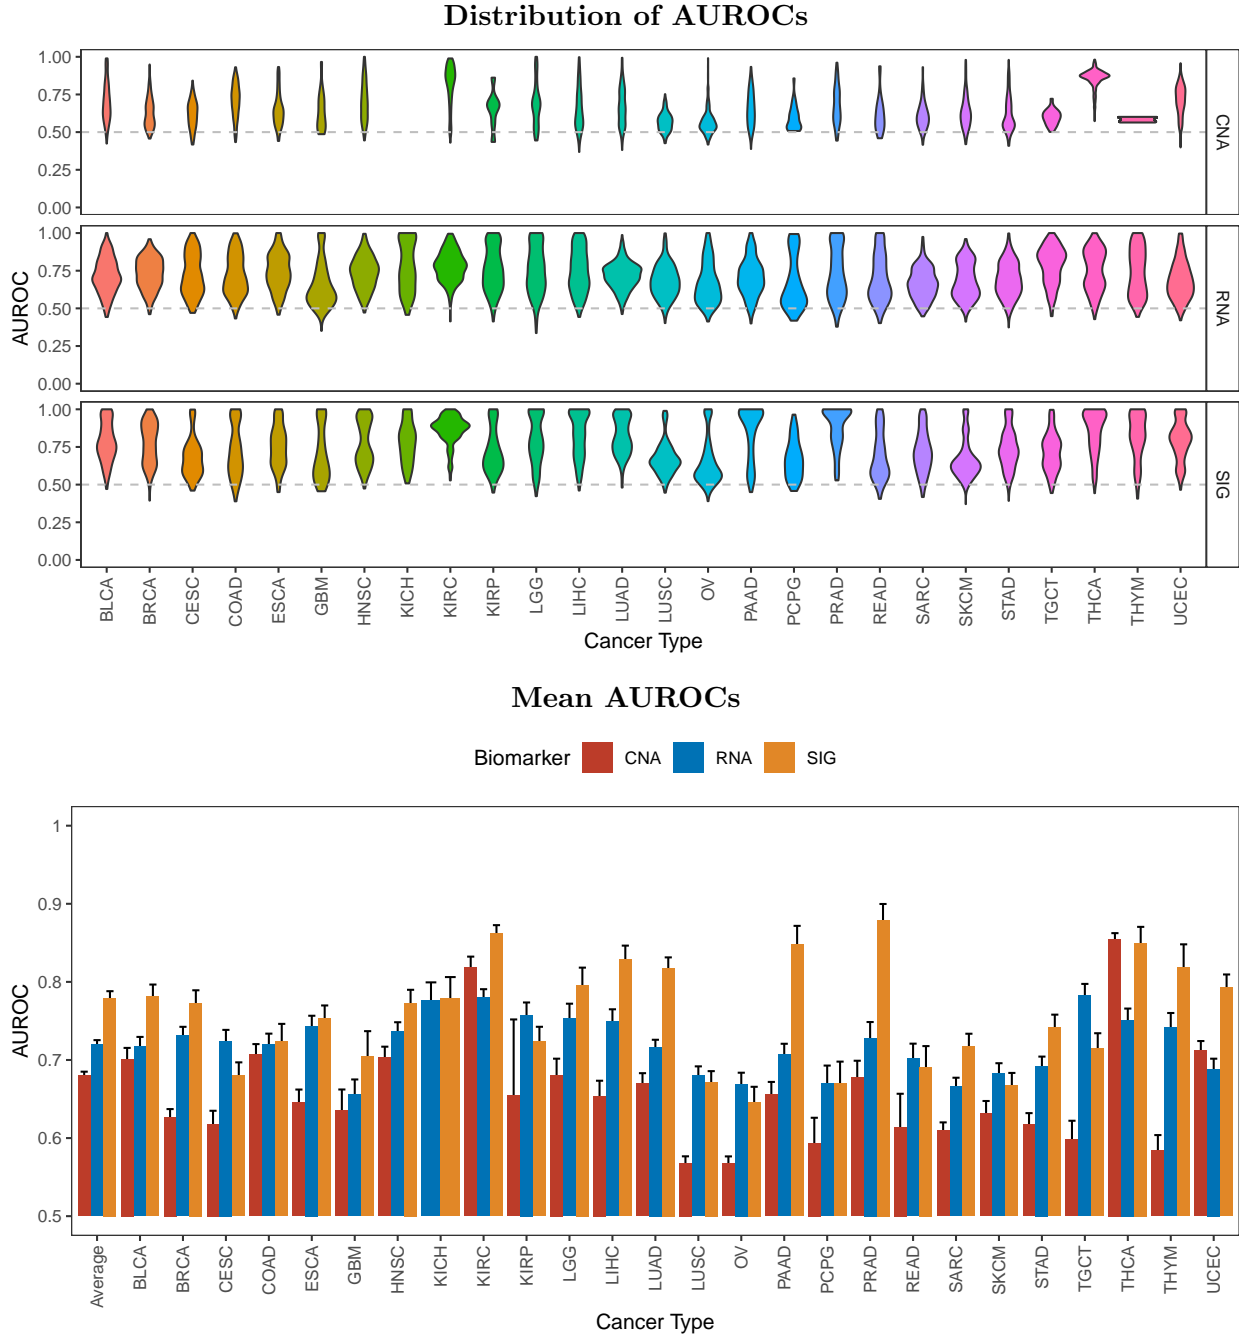 Distribution of AUROCs
1.00
0.75
0.50
0.25
0.00
CNA
1.00
0.75
0.50
0.25
0.00
RNA
AUROC
1.00
0.75
0.50
0.25
0.00
SIG
BLCA BRCA CESC COAD ESCA GBM HNSC KICH KIRC KIRP LGG LIHC LUAD LUSC OV PAAD PCPG PRAD READ SARC SKCM STAD TGCT THCA THYM UCEC
Cancer Type
Mean AUROCs
Biomarker CNA RNA SIG
1
0.9
0.8
0.7
0.6
0.5
AUROC
Average BLCA BRCA CESC COAD ESCA GBM HNSC KICH KIRC KIRP LGG LIHC LUAD LUSC OV PAAD PCPG PRAD READ SARC SKCM STAD TGCT THCA THYM UCEC
Cancer Type